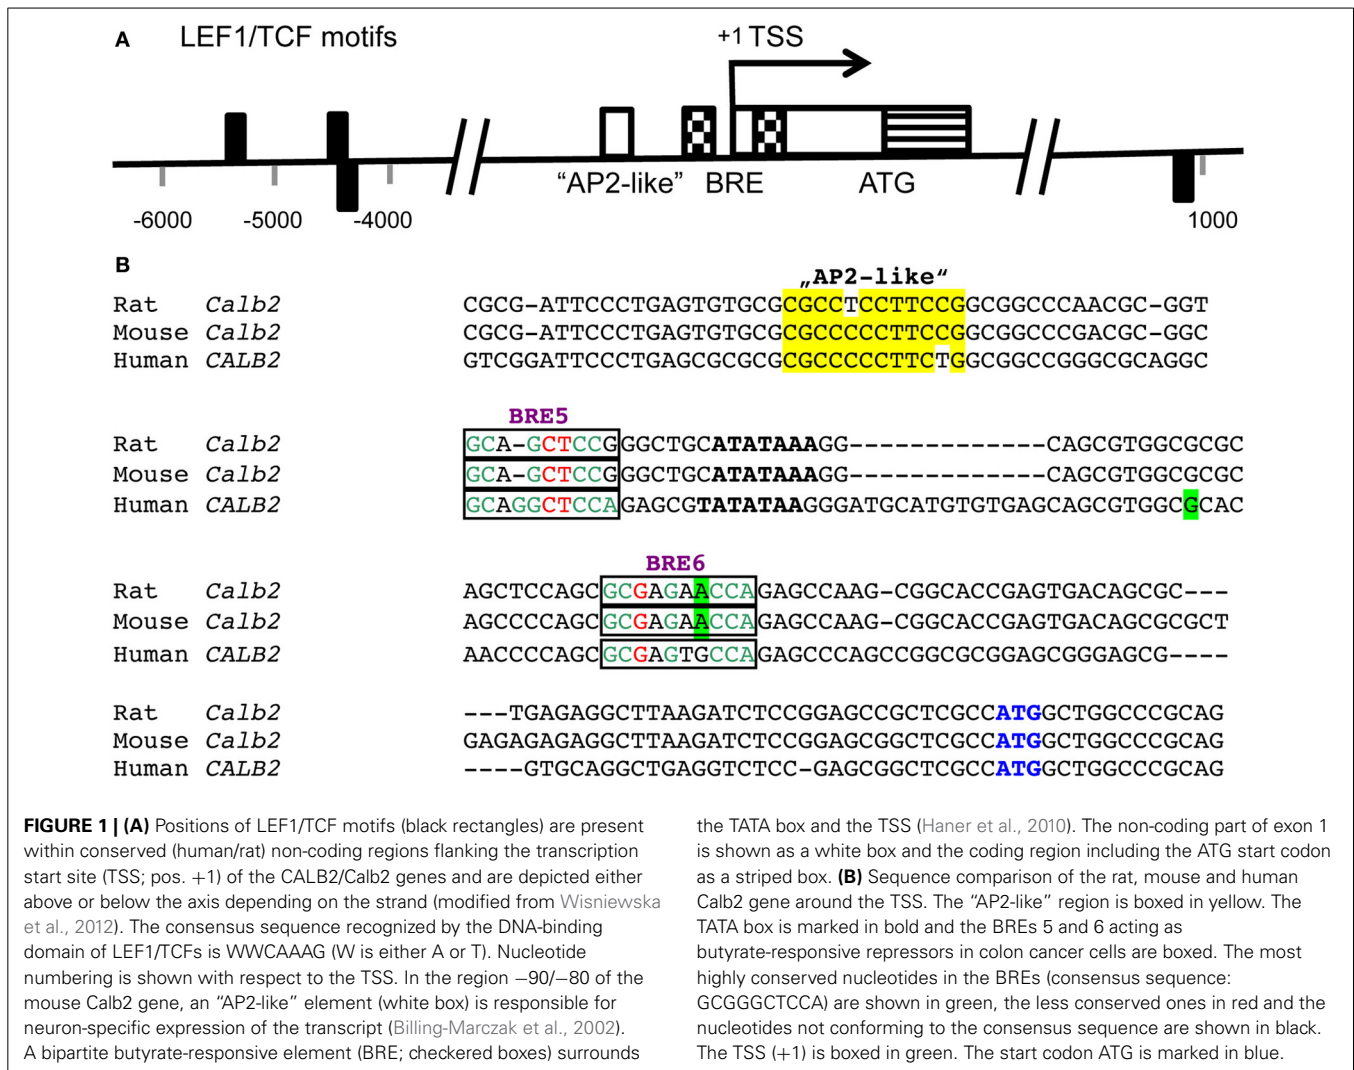 A LEF1/TCF motifs +1 TSS
"AP2-like" BRE ATG
-6000 -5000 -4000 1000
B
„AP2-like“
Rat Calb2 CGCG-ATTCCCTGAGTGTGCGCGCCTCCTTCCGGCGGCCCAACGC-GGT
Mouse Calb2 CGCG-ATTCCCTGAGTGTGCGCGCCCCCTTCCGGCGGCCCGACGC-GGC
Human CALB2 GTCGGATTCCCTGAGCGCGCGCGCCCCCTTCTGGCGGCCGGGCGCAGGC
BRE5
Rat Calb2 GCA-GCTCCGGGCTGCATATAAAGG-------------CAGCGTGGCGCGC
Mouse Calb2 GCA-GCTCCGGGCTGCATATAAAGG-------------CAGCGTGGCGCGC
Human CALB2 GCAGGCTCCAGAGCGTATATAAGGGATGCATGTGTGAGCAGCGTGGCGCAC
BRE6
Rat Calb2 AGCTCCAGCGCGAGAACCAGAGCCAAG-CGGCACCGAGTGACAGCGC---
Mouse Calb2 AGCCCCAGCGCGAGAACCAGAGCCAAG-CGGCACCGAGTGACAGCGCGCT
Human CALB2 AACCCCAGCGCGAGTGCCAGAGCCCAGCCGGCGCGGAGCGGGAGCG----
Rat Calb2 ---TGAGAGGCTTAAGATCTCCGGAGCCGCTCGCCATGGCTGGCCCGCAG
Mouse Calb2 GAGAGAGAGGCTTAAGATCTCCGGAGCGGCTCGCCATGGCTGGCCCGCAG
Human CALB2 ----GTGCAGGCTGAGGTCTCC-GAGCGGCTCGCCATGGCTGGCCCGCAG
FIGURE 1 | (A) Positions of LEF1/TCF motifs (black rectangles) are present
within conserved (human/rat) non-coding regions flanking the transcription
start site (TSS; pos. +1) of the CALB2/Calb2 genes and are depicted either
above or below the axis depending on the strand (modified from Wisniewska
et al., 2012). The consensus sequence recognized by the DNA-binding
domain of LEF1/TCFs is WWCAAAG (W is either A or T). Nucleotide
numbering is shown with respect to the TSS. In the region −90/−80 of the
mouse Calb2 gene, an "AP2-like" element (white box) is responsible for
neuron-specific expression of the transcript (Billing-Marczak et al., 2002).
A bipartite butyrate-responsive element (BRE; checkered boxes) surrounds
the TATA box and the TSS (Haner et al., 2010). The non-coding part of exon 1
is shown as a white box and the coding region including the ATG start codon
as a striped box. (B) Sequence comparison of the rat, mouse and human
Calb2 gene around the TSS. The "AP2-like" region is boxed in yellow. The
TATA box is marked in bold and the BREs 5 and 6 acting as
butyrate-responsive repressors in colon cancer cells are boxed. The most
highly conserved nucleotides in the BREs (consensus sequence:
GCGGGCTCCA) are shown in green, the less conserved ones in red and the
nucleotides not conforming to the consensus sequence are shown in black.
The TSS (+1) is boxed in green. The start codon ATG is marked in blue.